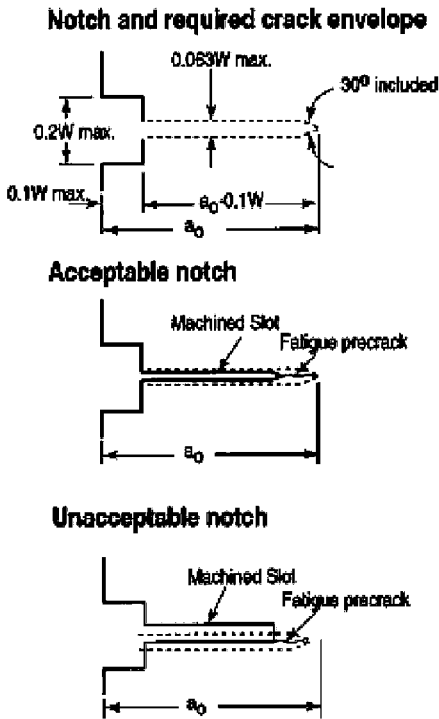 Notch and required crack envelope
0.063W max.
30º included
0.2W max.
0.1W max.
a₀-0.1W
a₀
Acceptable notch
Machined Slot
Fatigue precrack
a₀
Unacceptable notch
Machined Slot
Fatigue precrack
a₀